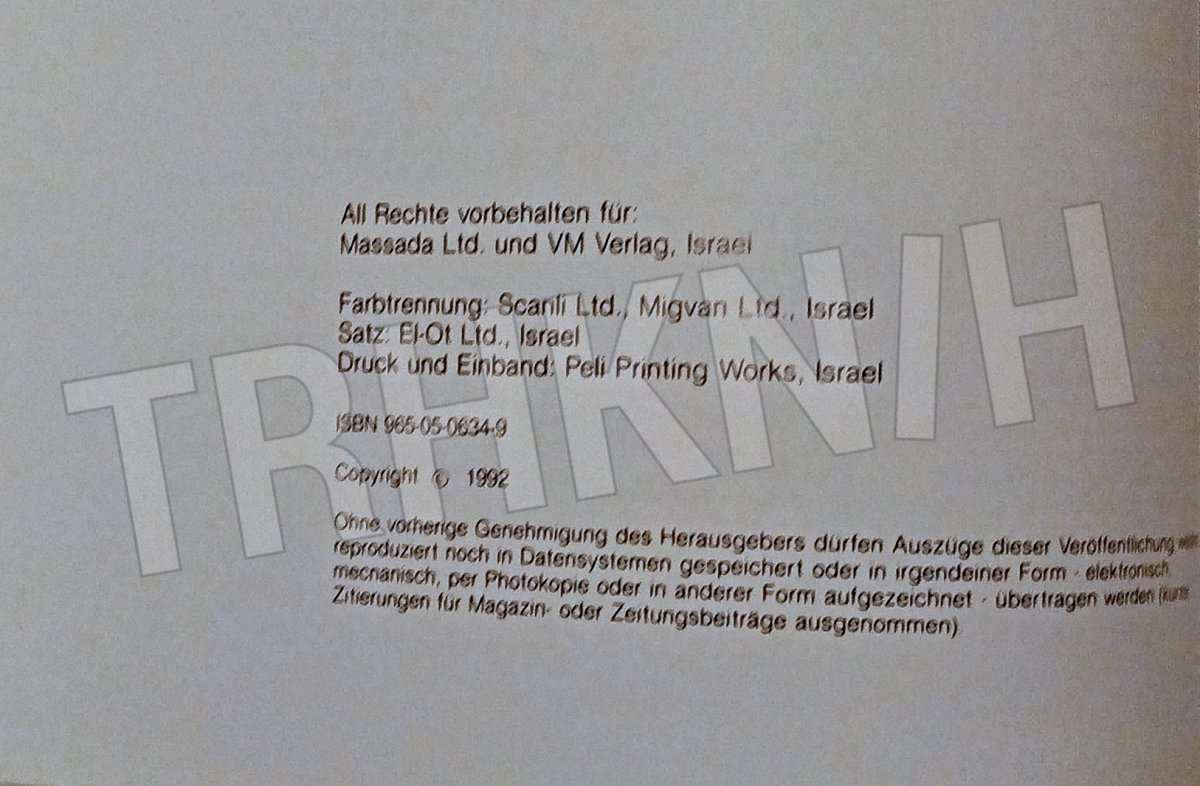 All Rechte vorbehalten für:
Massada Ltd. und VM Verlag, Israel
Farbtrennung: Scanli Ltd., Migvan Ltd., Israel
Satz: El-Ot Ltd., Israel
Druck und Einband: Peli Printing Works, Israel
ISBN 965-05-0634-9
Copyright © 1992
Ohne vorherige Genehmigung des Herausgebers dürfen Auszüge dieser Veröffentlichung
reproduziert noch in Datensystemen gespeichert oder in irgendeiner Form - elektronisch,
mechanisch, per Photokopie oder in anderer Form aufgezeichnet - übertragen werden
Zitierungen für Magazin- oder Zeitungsbeiträge ausgenommen)
TRHKN/H